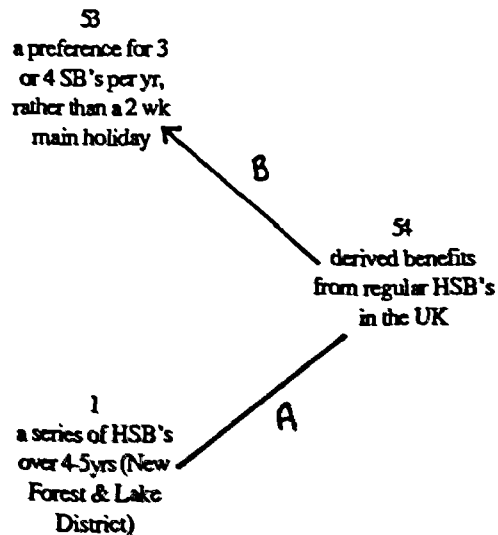 53
a preference for 3
or 4 SB's per yr,
rather than a 2 wk
main holiday
B
54
derived benefits
from regular HSB's
in the UK
A
1
a series of HSB's
over 4-5yrs (New
Forest & Lake
District)